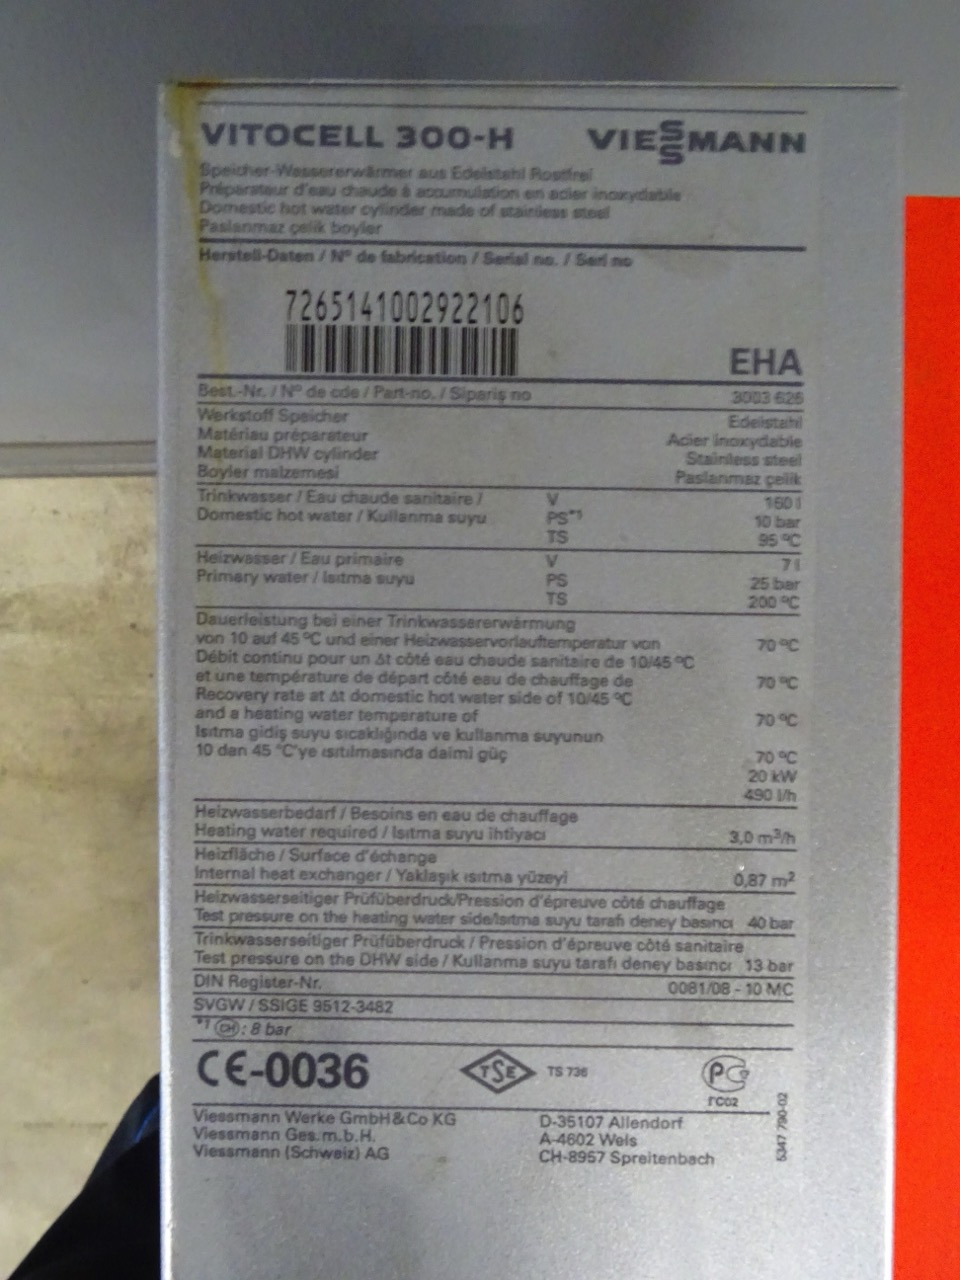 VITOCELL 300-H VIESSMANN
Speicher-Wassererwärmer aus Edelstahl Rostfrei
Préparateur d'eau chaude à accumulation en acier inoxydable
Domestic hot water cylinder made of stainless steel
Paslanmaz çelik boyler
Herstell-Daten / N° de fabrication / Serial no. / Seri no
7265141002922106
EHA
Best.-Nr. / N° de cde / Part-no. / Sipariş no 3003 626
Werkstoff Speicher Edelstahl
Matériau préparateur Acier inoxydable
Material DHW cylinder Stainless steel
Boyler malzemesi Paslanmaz çelik
Trinkwasser / Eau chaude sanitaire / V 160 l
Domestic hot water / Kullanma suyu PS*1 10 bar
TS 95 °C
Heizwasser / Eau primaire V 7 l
Primary water / Isıtma suyu PS 25 bar
TS 200 °C
Dauerleistung bei einer Trinkwassererwärmung
von 10 auf 45 °C und einer Heizwasservorlauftemperatur von 70 °C
Débit continu pour un Δt côté eau chaude sanitaire de 10/45 °C
et une température de départ côté eau de chauffage de 70 °C
Recovery rate at Δt domestic hot water side of 10/45 °C
and a heating water temperature of 70 °C
Isıtma gidiş suyu sıcaklığında ve kullanma suyunun
10 dan 45 °C'ye ısıtılmasında daimi güç 70 °C
20 kW
490 l/h
Heizwasserbedarf / Besoins en eau de chauffage
Heating water required / Isıtma suyu ihtiyacı 3,0 m³/h
Heizfläche / Surface d'échange
Internal heat exchanger / Yaklaşık ısıtma yüzeyi 0,87 m²
Heizwasserseitiger Prüfüberdruck/Pression d'épreuve côté chauffage
Test pressure on the heating water side/Isıtma suyu tarafı deney basıncı 40 bar
Trinkwasserseitiger Prüfüberdruck / Pression d'épreuve côté sanitaire
Test pressure on the DHW side / Kullanma suyu tarafı deney basıncı 13 bar
DIN Register-Nr. 0081/08 - 10 MC
SVGW / SSIGE 9512-3482
*1 CH: 8 bar
CE-0036 TSE TS 736 PC
ГC02
Viessmann Werke GmbH & Co KG D-35107 Allendorf
Viessmann Ges. m. b. H. A-4602 Wels
Viessmann (Schweiz) AG CH-8957 Spreitenbach
5347 790-02